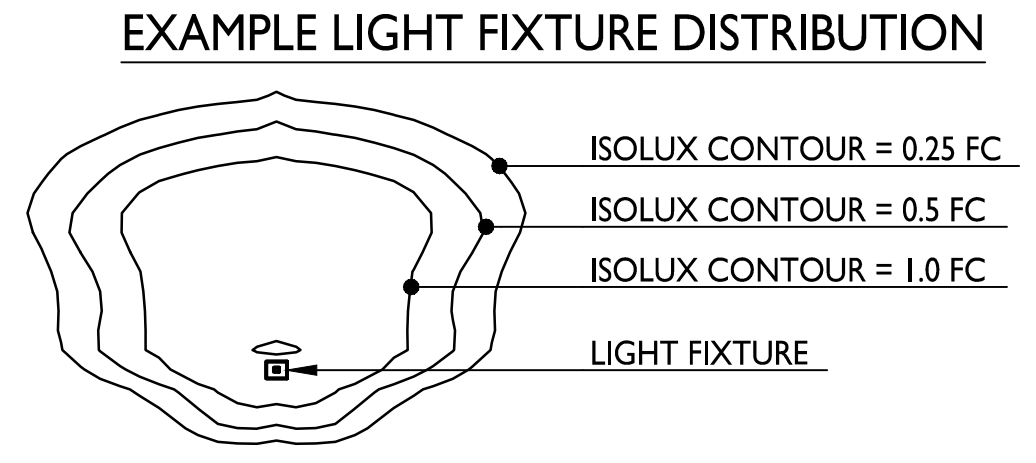 EXAMPLE LIGHT FIXTURE DISTRIBUTION
ISOLUX CONTOUR = 0.25 FC
ISOLUX CONTOUR = 0.5 FC
ISOLUX CONTOUR = 1.0 FC
LIGHT FIXTURE